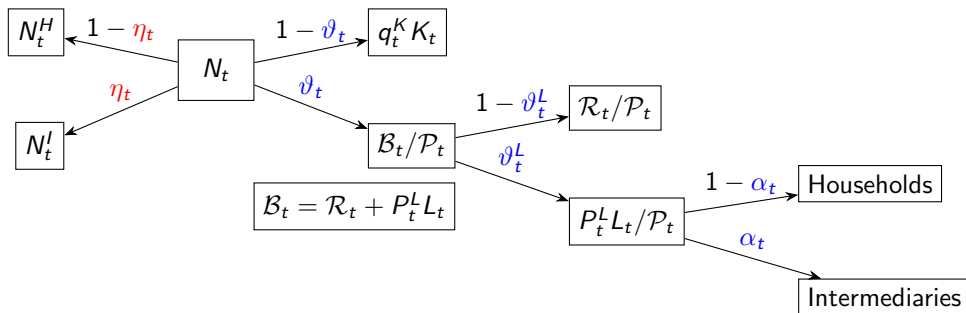 N_t^H
1 − η_t
N_t
1 − ϑ_t
q_t^K K_t
η_t
ϑ_t
N_t^I
1 − ϑ_t^L
ℛ_t/𝒫_t
ℬ_t/𝒫_t
ϑ_t^L
ℬ_t = ℛ_t + P_t^L L_t
1 − α_t
Households
P_t^L L_t/𝒫_t
α_t
Intermediaries